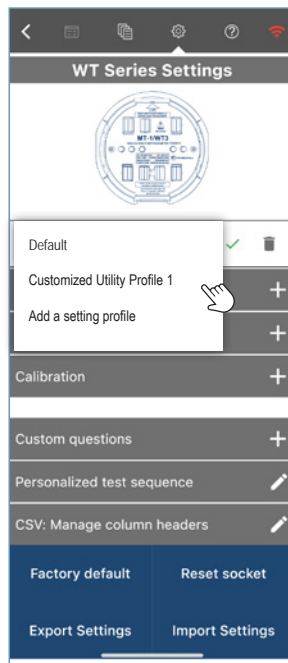 WT Series Settings
MT-1/WT3
Default
Customized Utility Profile 1
Add a setting profile
Calibration
Custom questions
Personalized test sequence
CSV: Manage column headers
Factory default
Reset socket
Export Settings
Import Settings